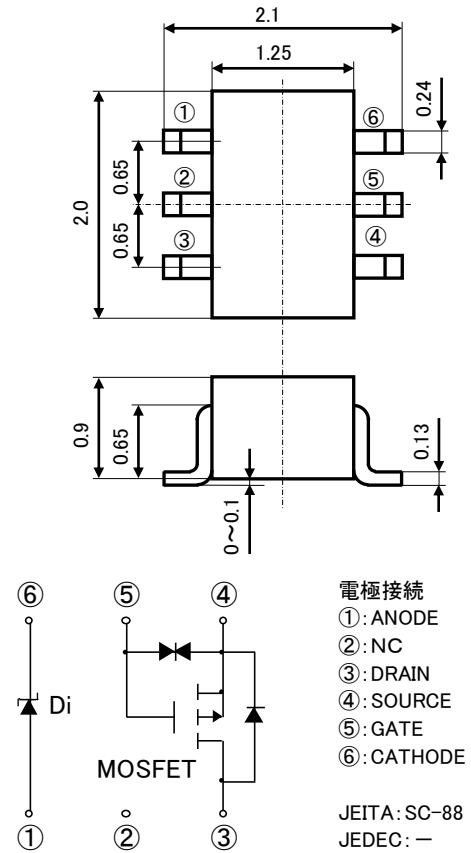 2.1
1.25
0.24
① ⑥
0.65
② ⑤
2.0
0.65
③ ④
0.9
0.65
0.13
0～0.1
⑥ ⑤ ④
Di
MOSFET
① ② ③
電極接続
①:ANODE
②:NC
③:DRAIN
④:SOURCE
⑤:GATE
⑥:CATHODE
JEITA:SC-88
JEDEC:－